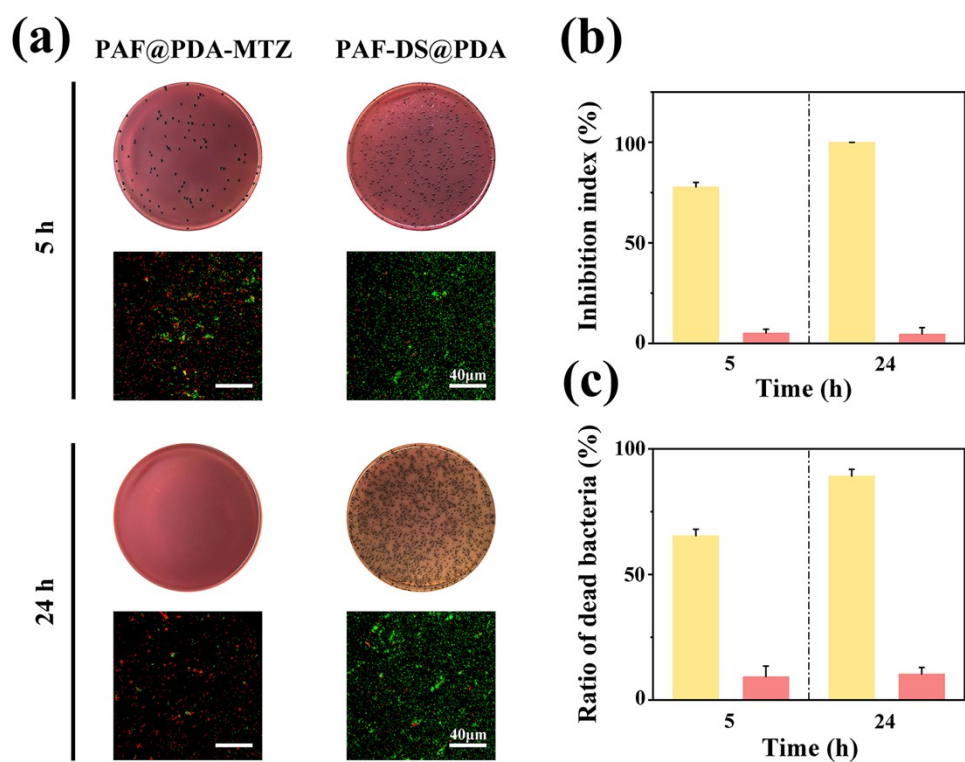 (a)
PAF@PDA-MTZ
PAF-DS@PDA
5 h
40μm
24 h
40μm
(b)
Inhibition index (%)
100
50
0
5
24
Time (h)
(c)
Ratio of dead bacteria (%)
100
50
0
5
24
Time (h)